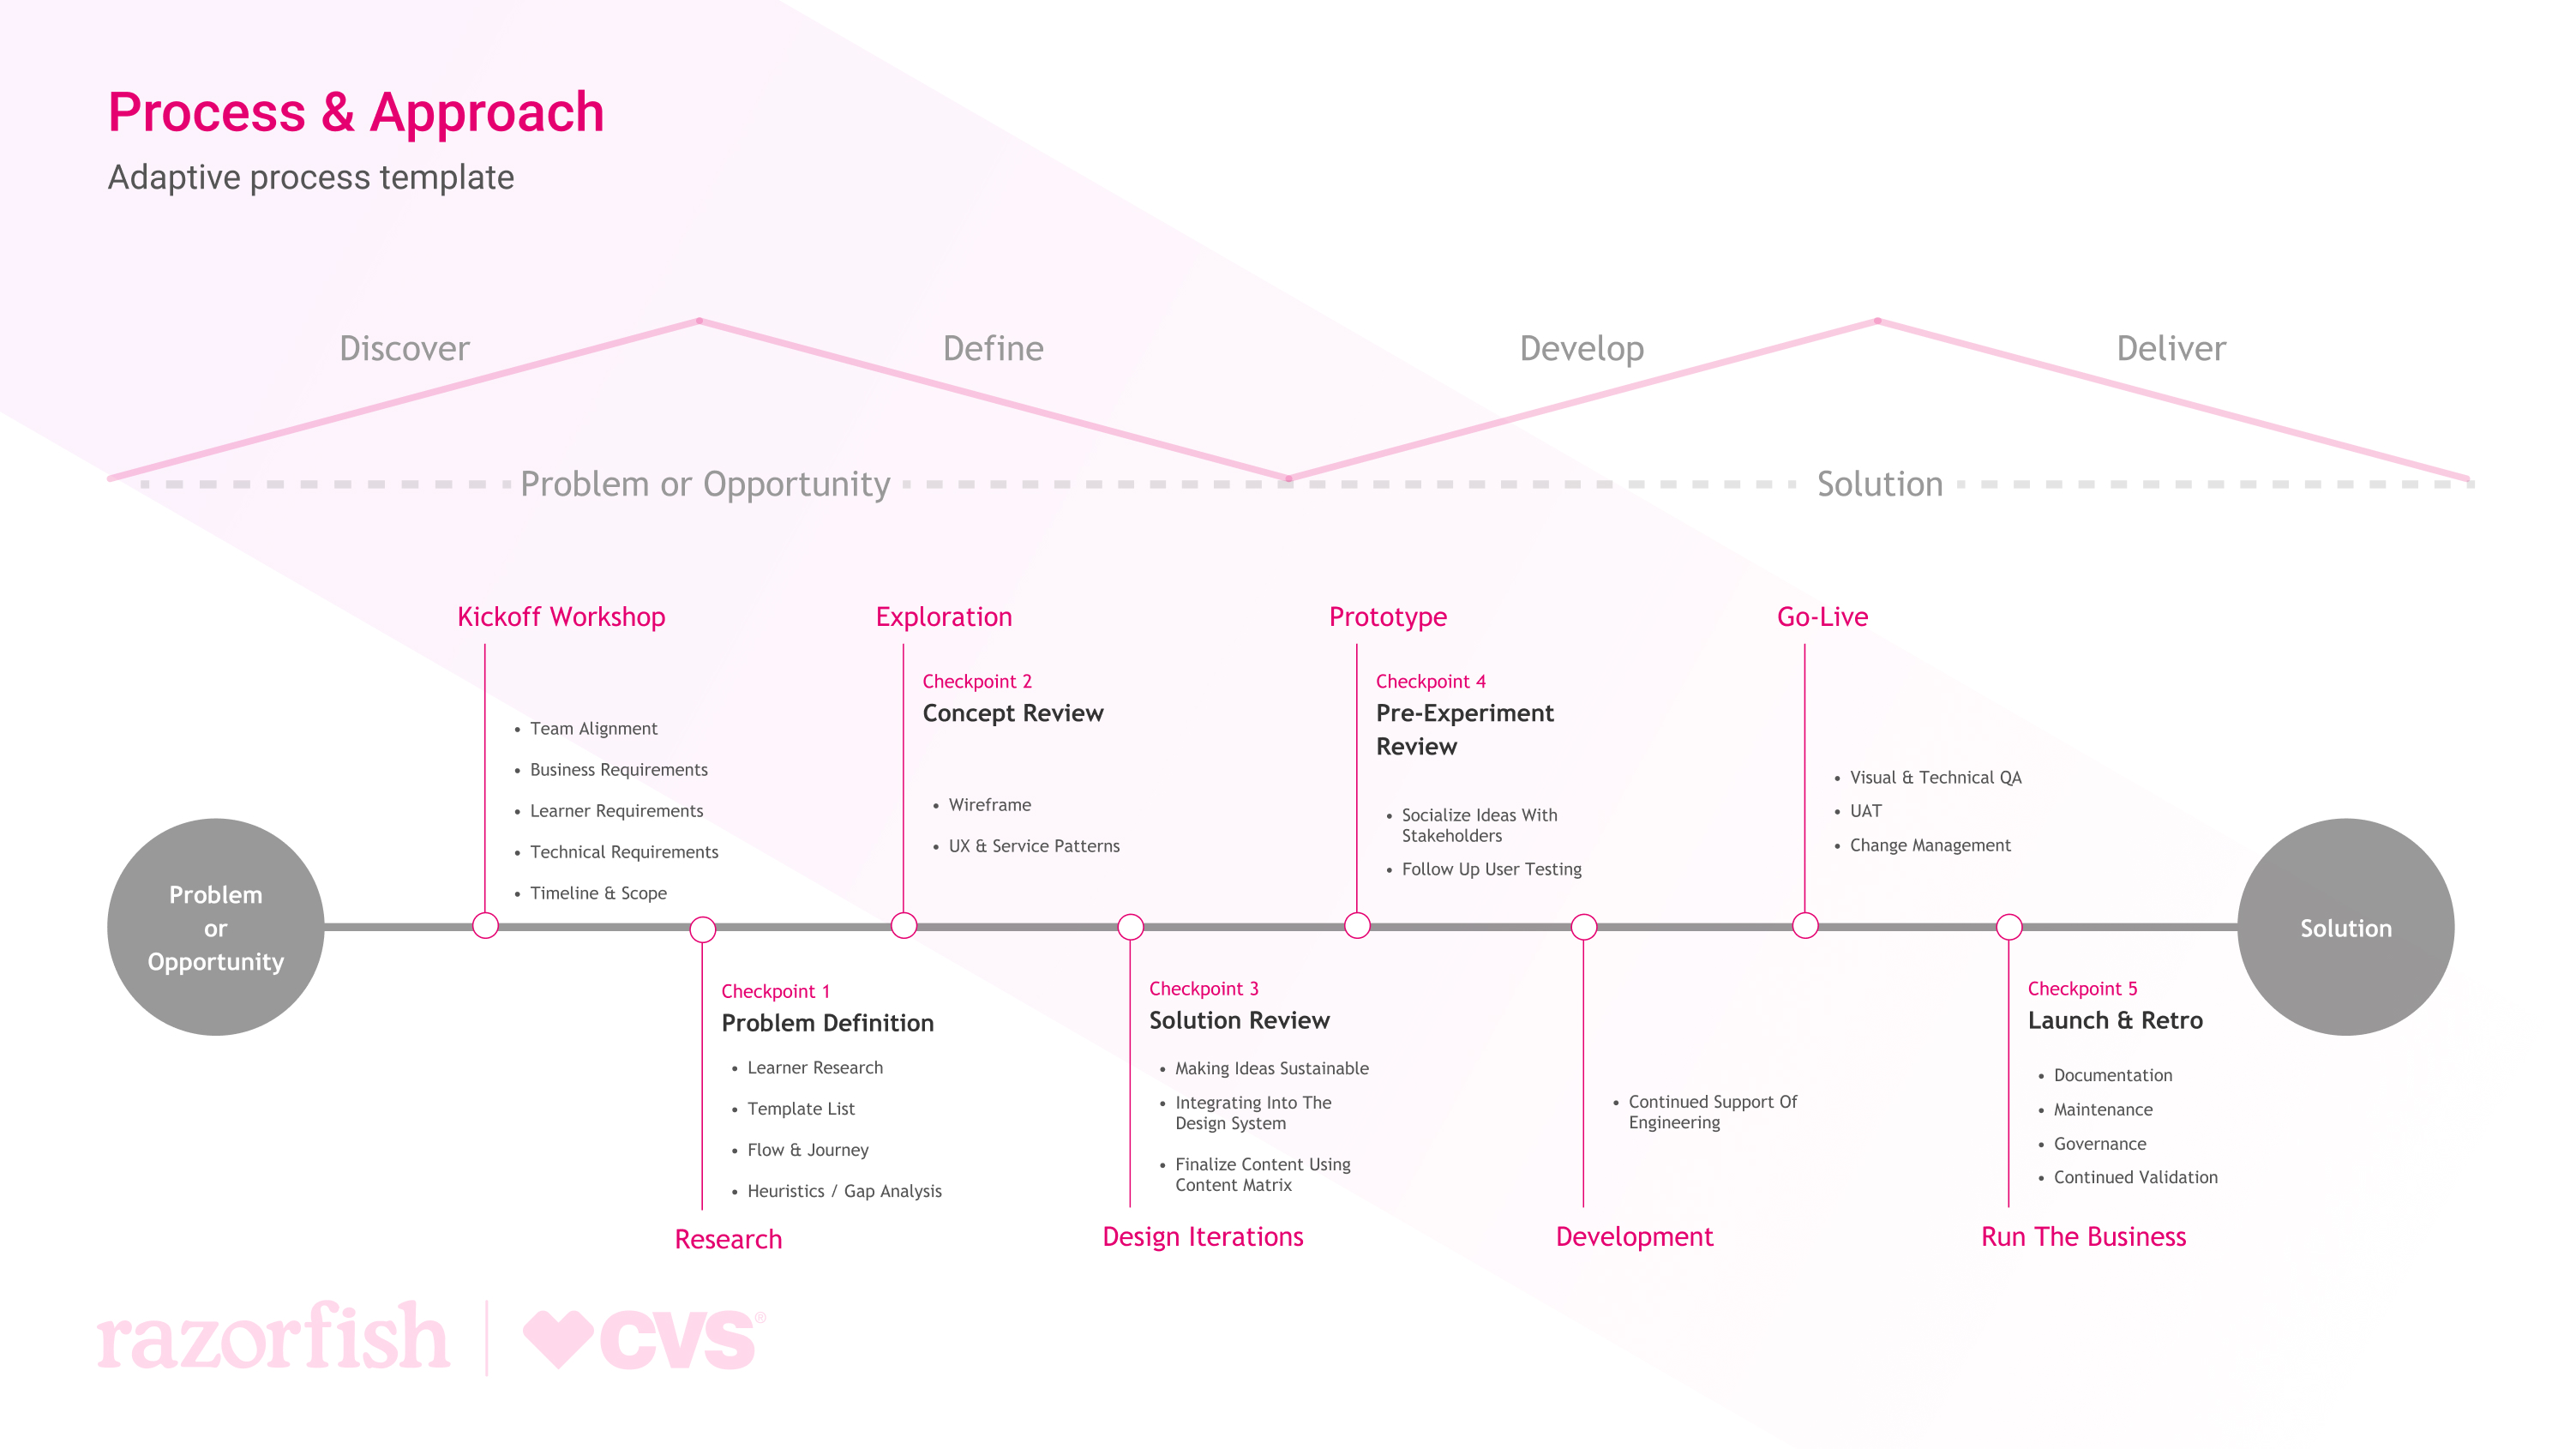 Process & Approach
Adaptive process template
Discover
Define
Develop
Deliver
Problem or Opportunity
Solution
Kickoff Workshop
• Team Alignment
• Business Requirements
• Learner Requirements
• Technical Requirements
• Timeline & Scope
Exploration
Checkpoint 2
Concept Review
• Wireframe
• UX & Service Patterns
Prototype
Checkpoint 4
Pre-Experiment
Review
• Socialize Ideas With
Stakeholders
• Follow Up User Testing
Go-Live
• Visual & Technical QA
• UAT
• Change Management
Problem
or
Opportunity
Solution
Checkpoint 1
Problem Definition
• Learner Research
• Template List
• Flow & Journey
• Heuristics / Gap Analysis
Research
Checkpoint 3
Solution Review
• Making Ideas Sustainable
• Integrating Into The
Design System
• Finalize Content Using
Content Matrix
Design Iterations
• Continued Support Of
Engineering
Development
Checkpoint 5
Launch & Retro
• Documentation
• Maintenance
• Governance
• Continued Validation
Run The Business
razorfish
CVS®